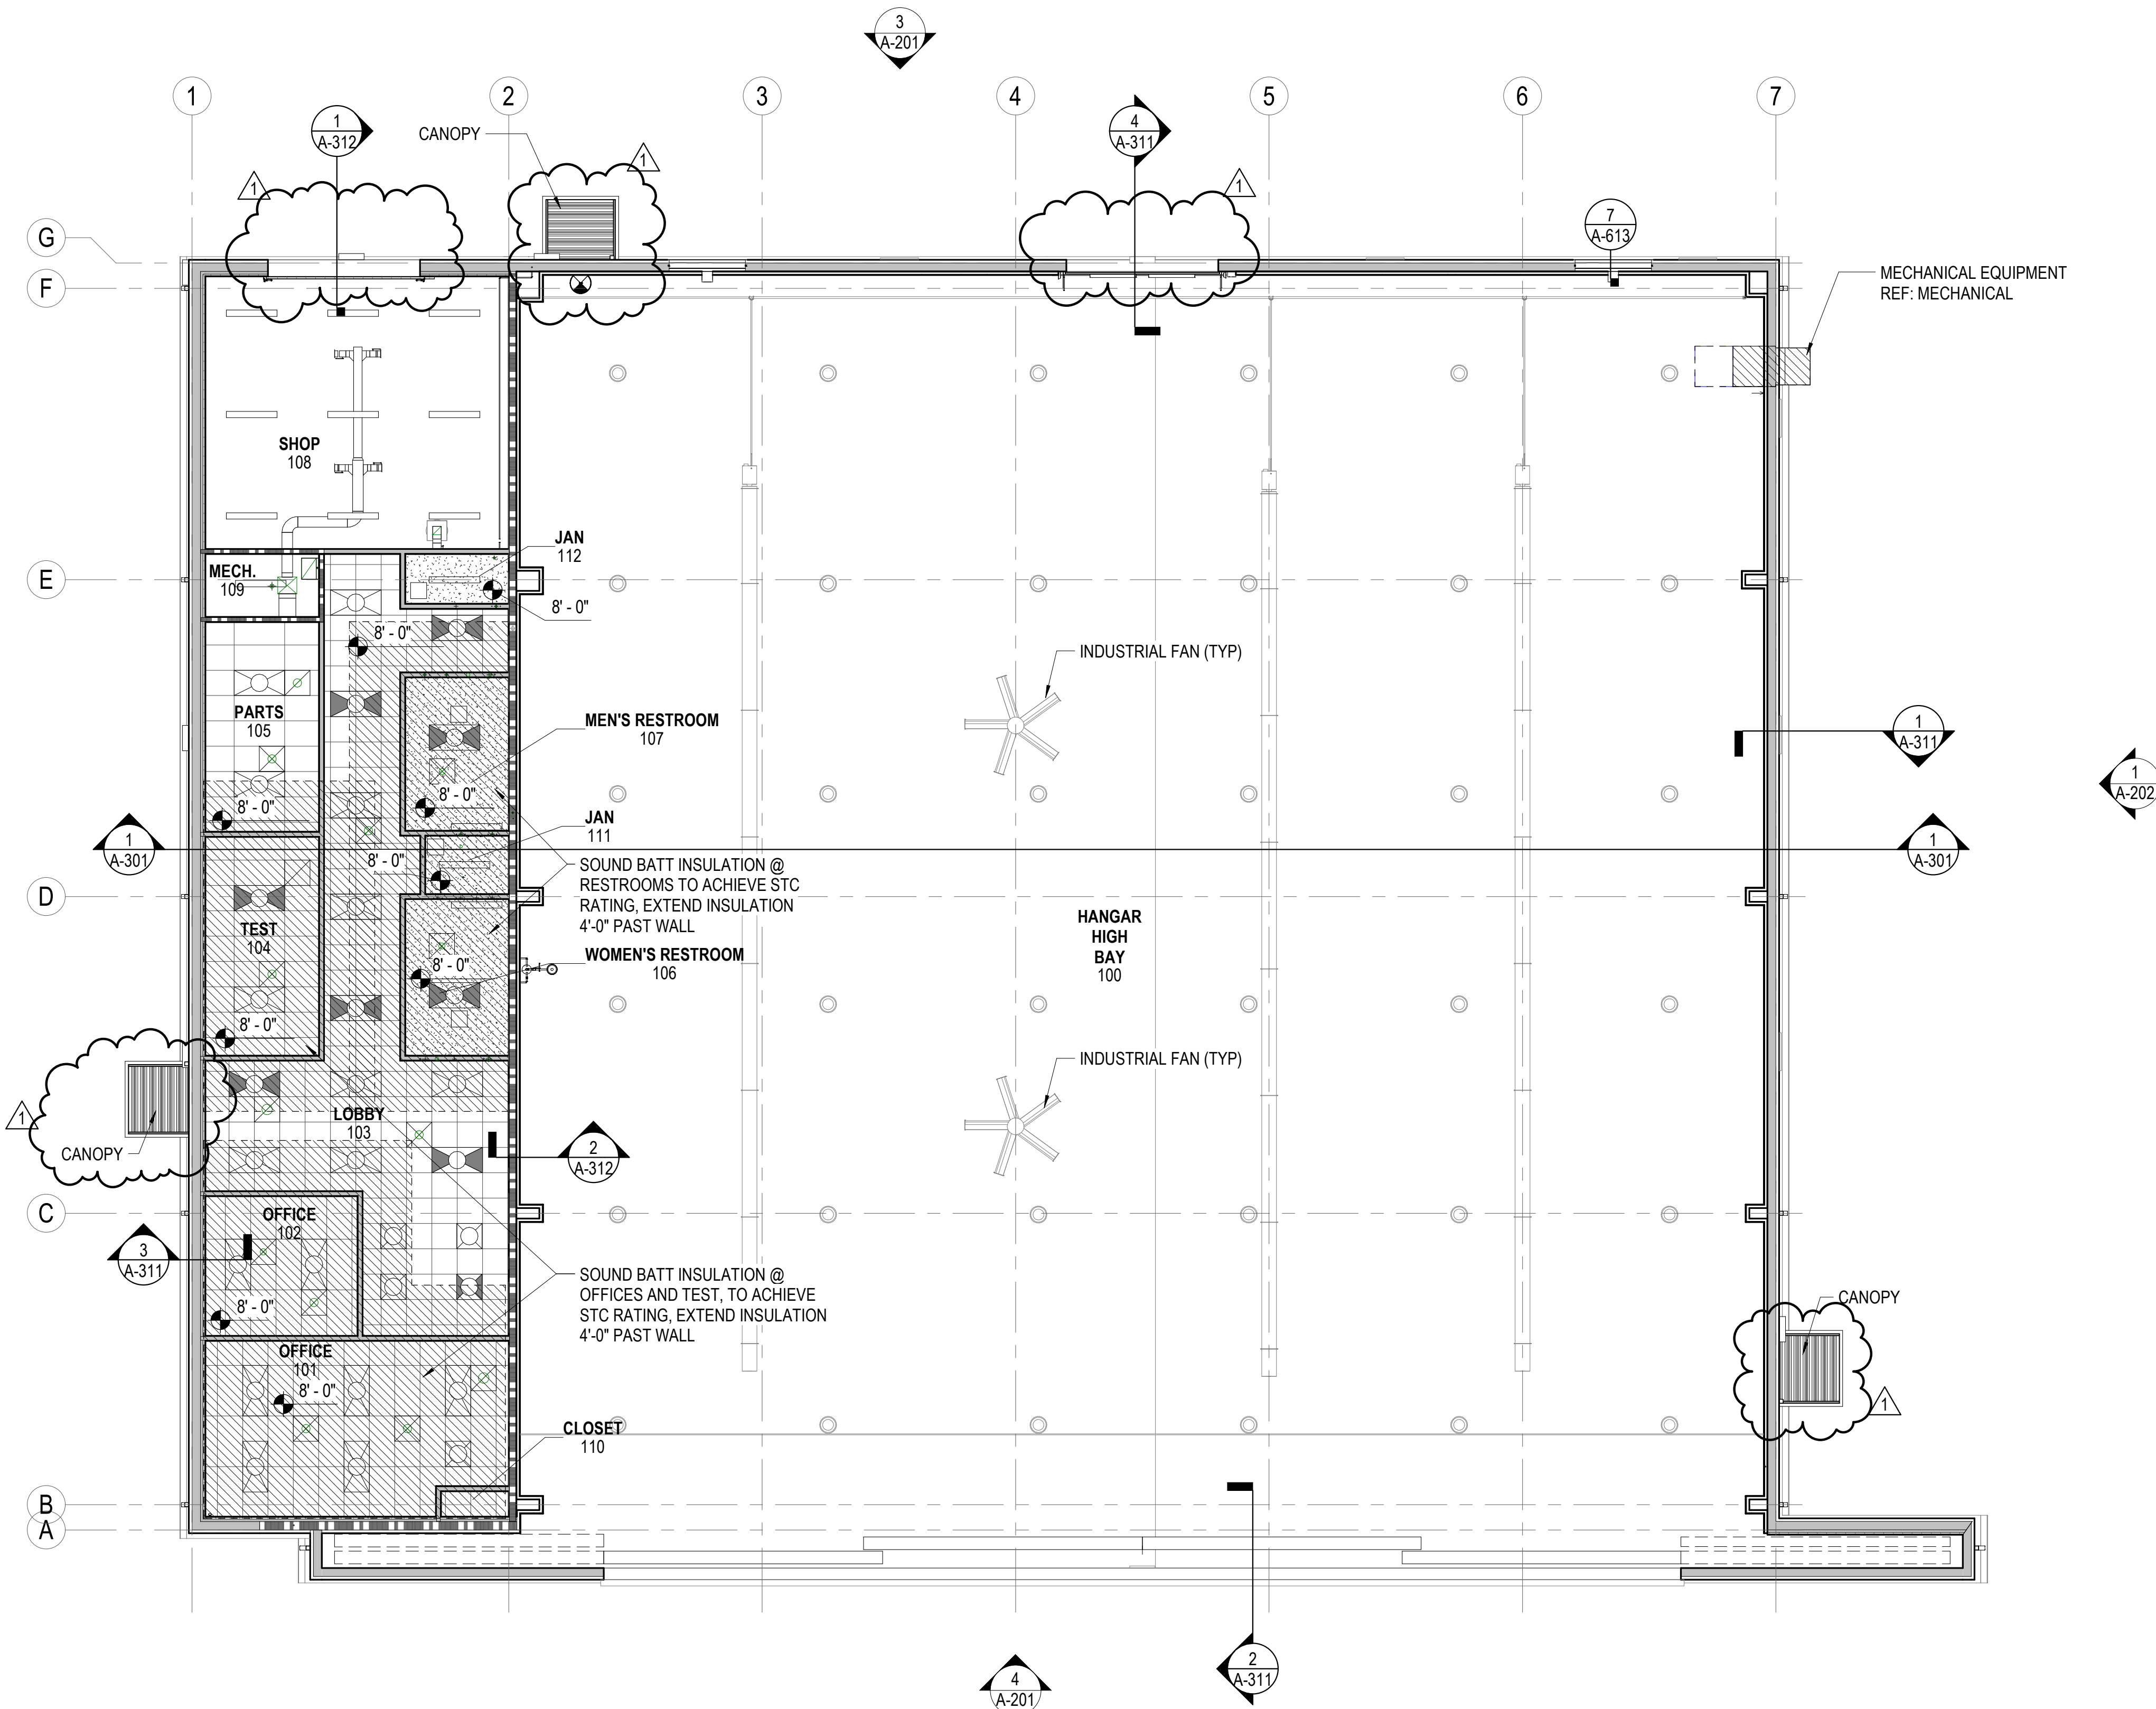 3
A-201
1
2
3
4
5
6
7
1
A-312
CANOPY
4
A-311
1
1
1
7
A-613
G
F
MECHANICAL EQUIPMENT
REF: MECHANICAL
SHOP
108
JAN
112
E
MECH.
109
8' - 0"
8' - 0"
INDUSTRIAL FAN (TYP)
PARTS
105
MEN'S RESTROOM
107
1
A-311
1
A-202
8' - 0"
8' - 0"
JAN
111
1
A-301
8' - 0"
1
A-301
SOUND BATT INSULATION @
RESTROOMS TO ACHIEVE STC
RATING, EXTEND INSULATION
4'-0" PAST WALL
D
TEST
104
HANGAR
HIGH
BAY
100
WOMEN'S RESTROOM
106
8' - 0"
8' - 0"
INDUSTRIAL FAN (TYP)
1
LOBBY
103
CANOPY
2
A-312
C
OFFICE
102
3
A-311
SOUND BATT INSULATION @
OFFICES AND TEST, TO ACHIEVE
STC RATING, EXTEND INSULATION
4'-0" PAST WALL
8' - 0"
CANOPY
OFFICE
101
8' - 0"
1
CLOSET
110
B
A
2
A-311
4
A-201